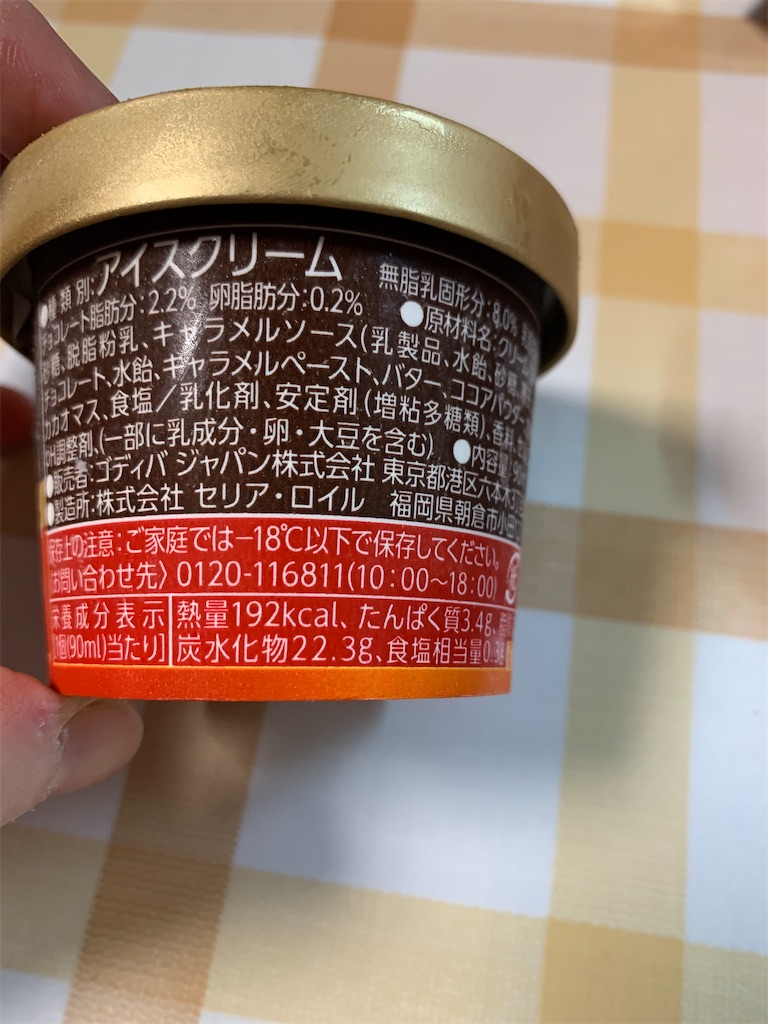 種類別:アイスクリーム 無脂乳固形分:8.0%
チョコレート脂肪分:2.2% 卵脂肪分:0.2% ●原材料名:クリーム
砂糖、脱脂粉乳、キャラメルソース(乳製品、水飴、砂糖、
チョコレート、水飴、キャラメルペースト、バター、ココアパウダー
カカオマス、食塩/乳化剤、安定剤(増粘多糖類)、香料、
pH調整剤、(一部に乳成分・卵・大豆を含む) ●内容量:
●販売者:ゴディバ ジャパン株式会社 東京都港区六本木
●製造所:株式会社 セリア・ロイル 福岡県朝倉市小田
保存上の注意:ご家庭では-18℃以下で保存してください。
〈お問い合わせ先〉0120-116811(10:00~18:00)
栄養成分表示 熱量192kcal、たんぱく質3.4g、
[1個(90ml)当たり] 炭水化物22.3g、食塩相当量0.3g